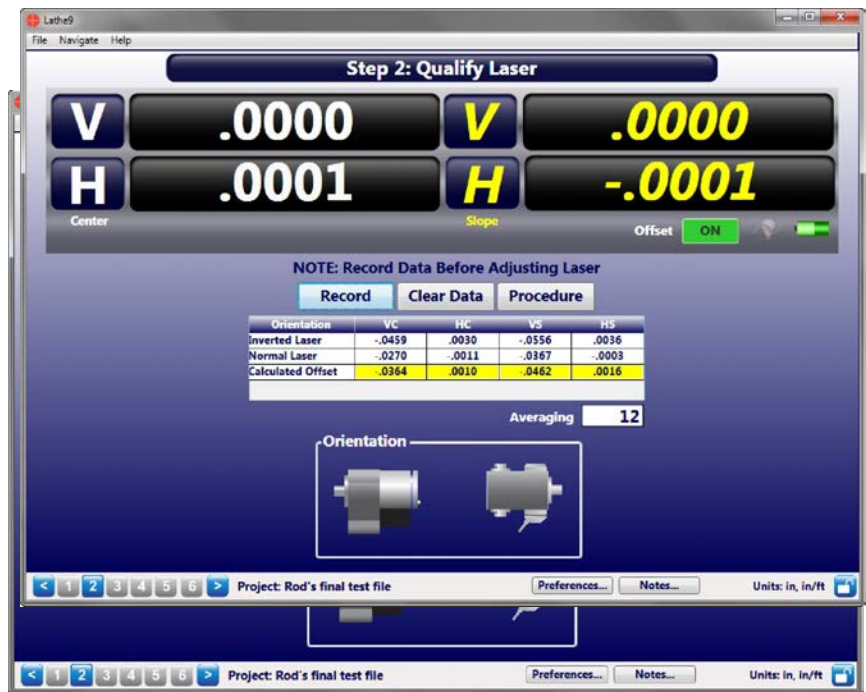 Lathe9
File Navigate Help
Step 2: Qualify Laser
V .0000 V .0000
H .0001 H -.0001
Center Slope Offset ON
NOTE: Record Data Before Adjusting Laser
Record Clear Data Procedure
Orientation VC HC VS HS
Inverted Laser -.0459 .0030 -.0556 .0036
Normal Laser -.0270 -.0011 -.0367 -.0003
Calculated Offset -.0364 .0010 -.0462 .0016
Averaging 12
Orientation
< 1 2 3 4 5 6 > Project: Rod's final test file Preferences... Notes... Units: in, in/ft
< 1 2 3 4 5 6 > Project: Rod's final test file Preferences... Notes... Units: in, in/ft